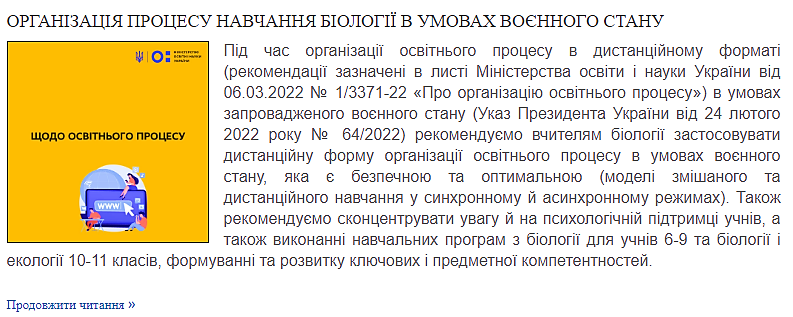 ОРГАНІЗАЦІЯ ПРОЦЕСУ НАВЧАННЯ БІОЛОГІЇ В УМОВАХ ВОЄННОГО СТАНУ
МІНІСТЕРСТВО
ОСВІТИ І НАУКИ
УКРАЇНИ
ЩОДО ОСВІТНЬОГО ПРОЦЕСУ
WWW
Під час організації освітнього процесу в дистанційному форматі
(рекомендації зазначені в листі Міністерства освіти і науки України від
06.03.2022 № 1/3371-22 «Про організацію освітнього процесу») в умовах
запровадженого воєнного стану (Указ Президента України від 24 лютого
2022 року № 64/2022) рекомендуємо вчителям біології застосовувати
дистанційну форму організації освітнього процесу в умовах воєнного
стану, яка є безпечною та оптимальною (моделі змішаного та
дистанційного навчання у синхронному й асинхронному режимах). Також
рекомендуємо сконцентрувати увагу й на психологічній підтримці учнів, а
також виконанні навчальних програм з біології для учнів 6-9 та біології і
екології 10-11 класів, формуванні та розвитку ключових і предметної компетентностей.
Продовжити читання »